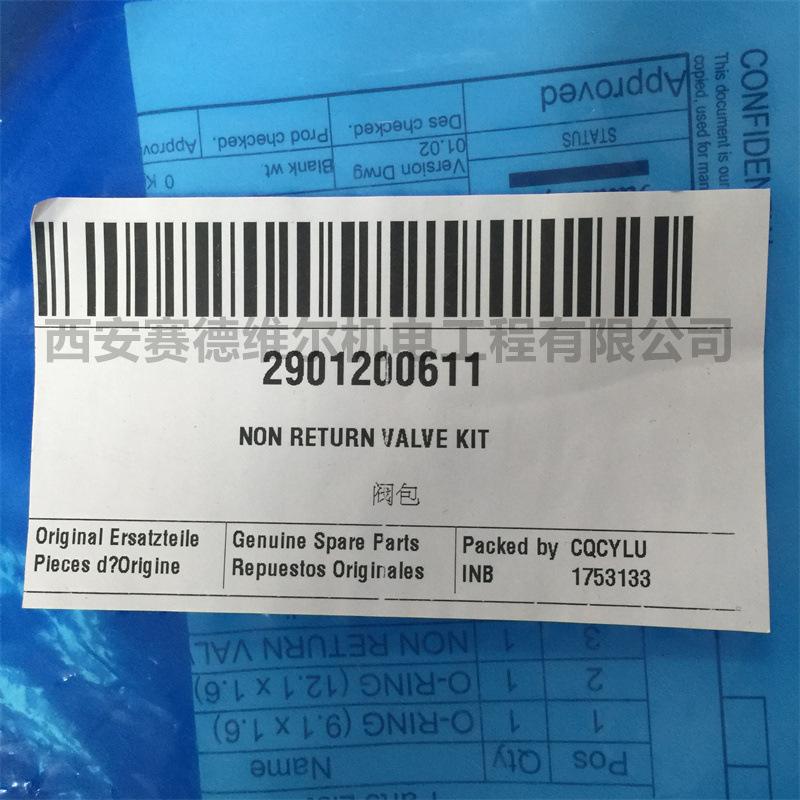 CONFIDEN
This document is our
copied, used for man
Approved
STATUS
Des checked.
Prod checked.
Approv
Version Drwg
01.02
Blank wt
0 K
西安赛德维尔机电工程有限公司
2901200611
NON RETURN VALVE KIT
阀包
Original Ersatzteile
Pieces d?Origine
Genuine Spare Parts
Repuestos Originales
Packed by CQCYLU
INB 1753133
3 1 NON RETURN VAL
2 1 O-RING (12.1 x 1.6)
1 1 O-RING (9.1 x 1.6)
Pos Qty Name